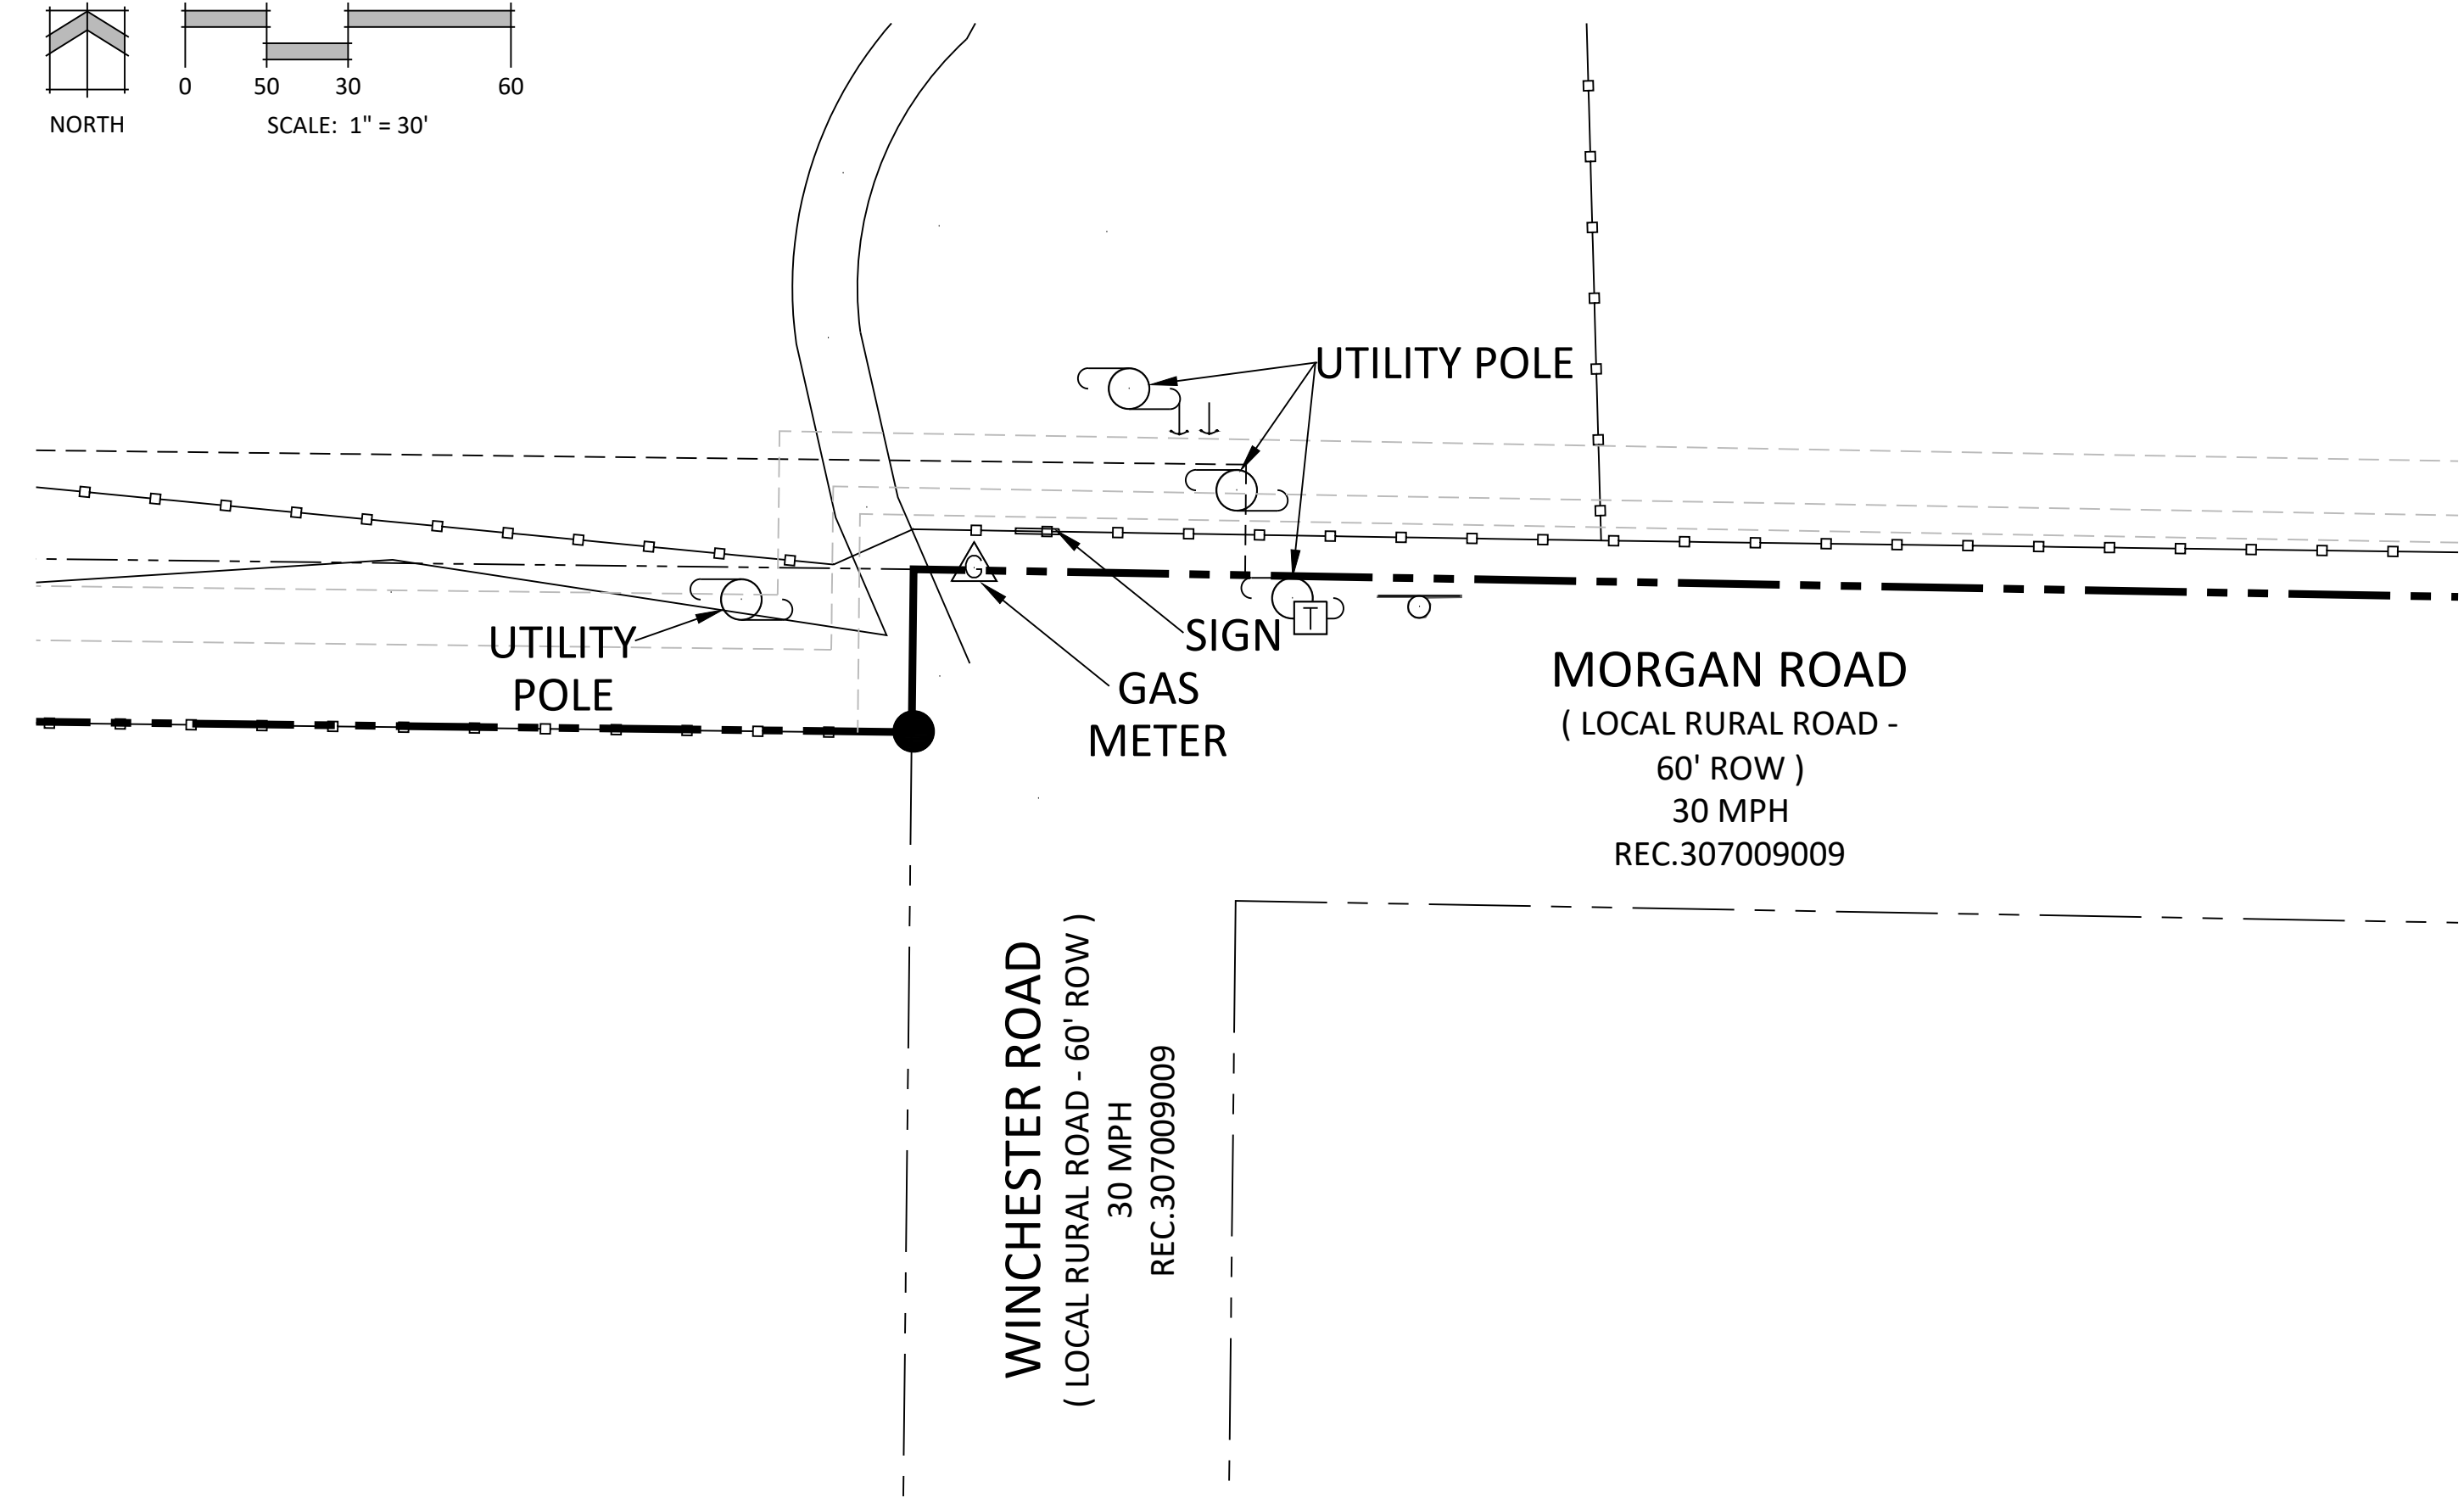 0 50 30 60
NORTH
SCALE: 1" = 30'
UTILITY POLE
UTILITY
POLE
SIGN
GAS
METER
T
MORGAN ROAD
( LOCAL RURAL ROAD -
60' ROW )
30 MPH
REC.307009009
WINCHESTER ROAD
( LOCAL RURAL ROAD - 60' ROW )
30 MPH
REC.307009009